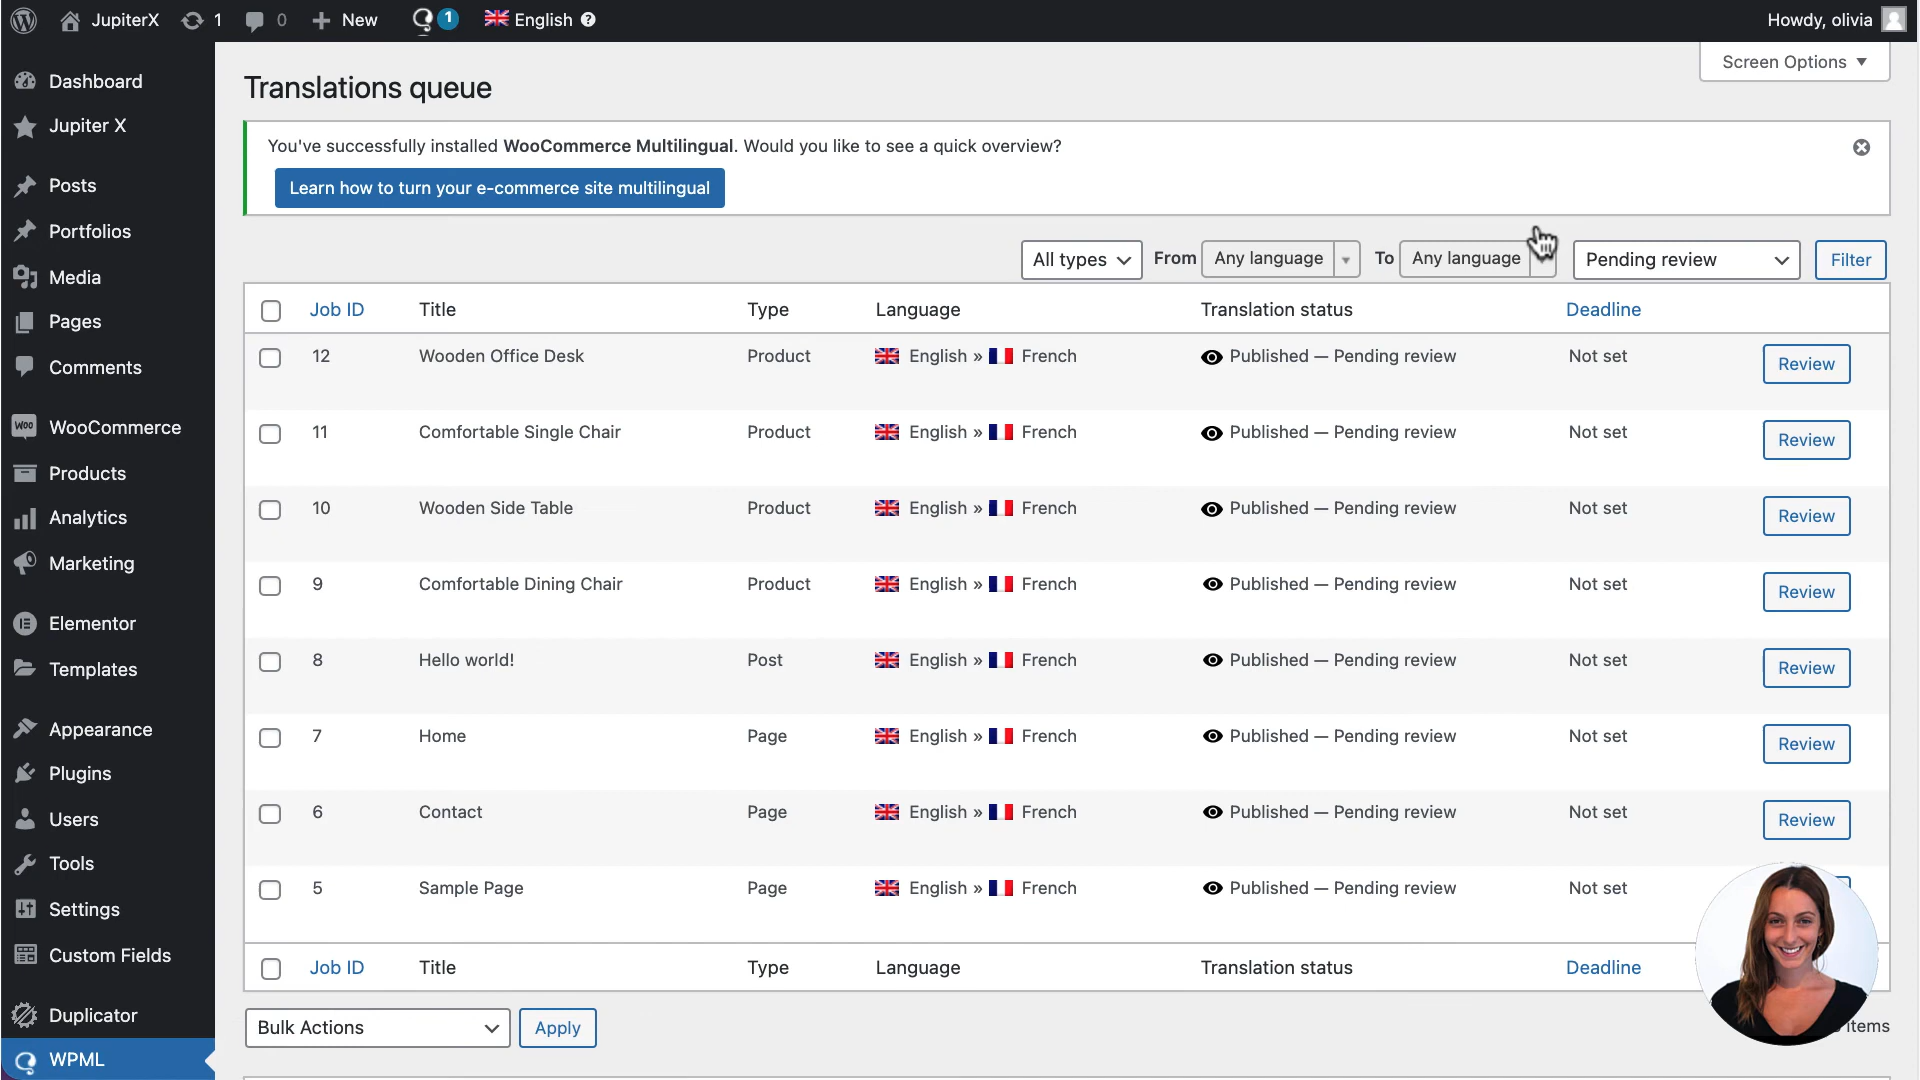 JupiterX
1
0
New
1
English
Howdy, olivia
Screen Options
Dashboard
Jupiter X
Posts
Portfolios
Media
Pages
Comments
WooCommerce
Products
Analytics
Marketing
Elementor
Templates
Appearance
Plugins
Users
Tools
Settings
Custom Fields
Duplicator
WPML
Translations queue
You've successfully installed WooCommerce Multilingual. Would you like to see a quick overview?
Learn how to turn your e-commerce site multilingual
All types From Any language To Any language Pending review Filter
Job ID Title Type Language Translation status Deadline
12 Wooden Office Desk Product English » French Published — Pending review Not set Review
11 Comfortable Single Chair Product English » French Published — Pending review Not set Review
10 Wooden Side Table Product English » French Published — Pending review Not set Review
9 Comfortable Dining Chair Product English » French Published — Pending review Not set Review
8 Hello world! Post English » French Published — Pending review Not set Review
7 Home Page English » French Published — Pending review Not set Review
6 Contact Page English » French Published — Pending review Not set Review
5 Sample Page Page English » French Published — Pending review Not set
Job ID Title Type Language Translation status Deadline
Bulk Actions Apply
items